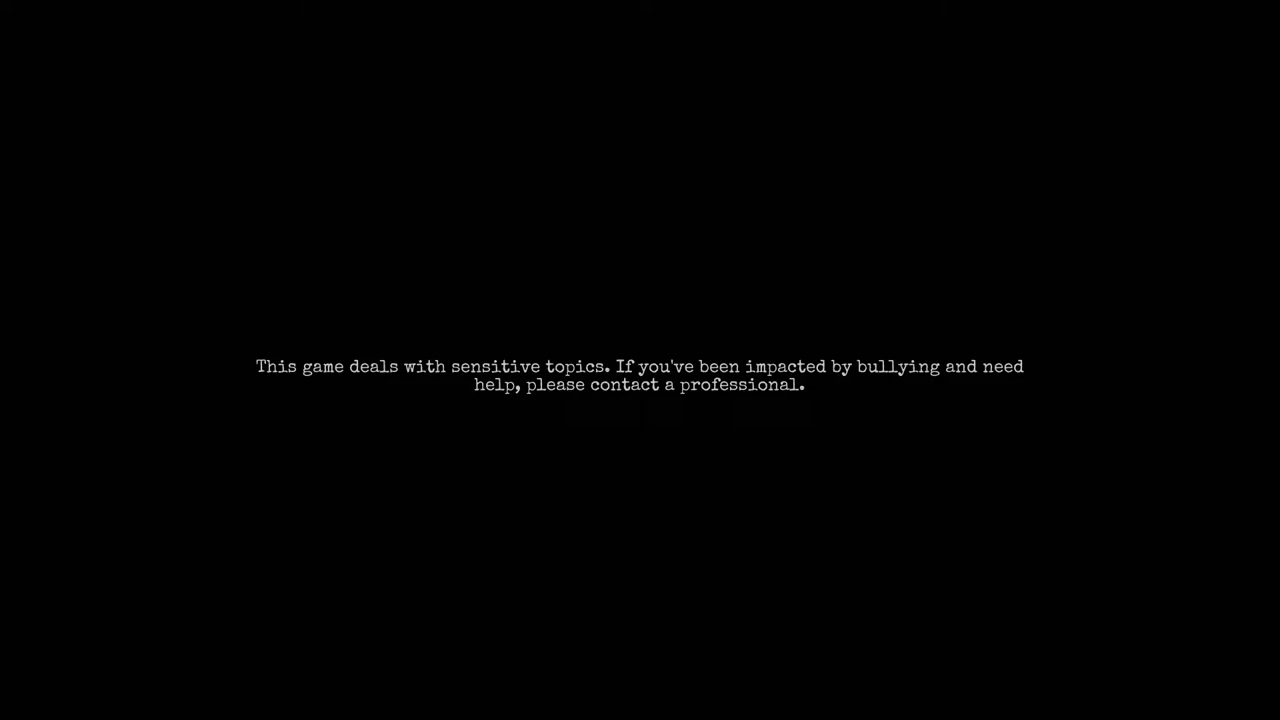 This game deals with sensitive topics. If you've been impacted by bullying and need
help, please contact a professional.